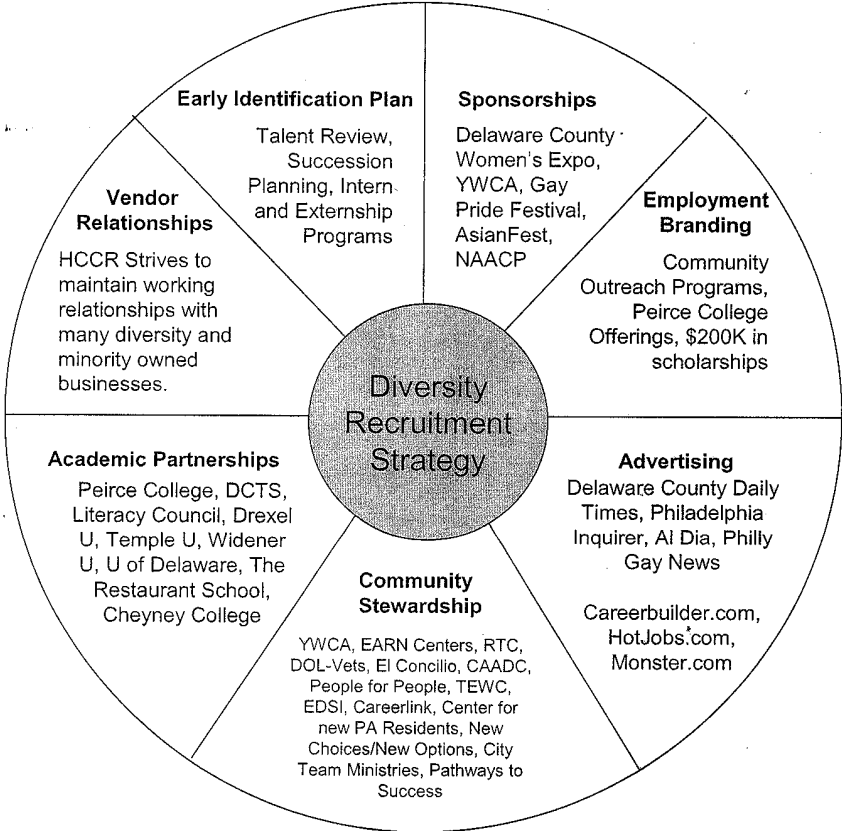 Early Identification Plan
Talent Review,
Succession
Planning, Intern
and Externship
Programs
Sponsorships
Delaware County
Women's Expo,
YWCA, Gay
Pride Festival,
AsianFest,
NAACP
Employment
Branding
Community
Outreach Programs,
Peirce College
Offerings, $200K in
scholarships
Vendor
Relationships
HCCR Strives to
maintain working
relationships with
many diversity and
minority owned
businesses.
Diversity
Recruitment
Strategy
Academic Partnerships
Peirce College, DCTS,
Literacy Council, Drexel
U, Temple U, Widener
U, U of Delaware, The
Restaurant School,
Cheyney College
Community
Stewardship
YWCA, EARN Centers, RTC,
DOL-Vets, El Concilio, CAADC,
People for People, TEWC,
EDSI, Careerlink, Center for
new PA Residents, New
Choices/New Options, City
Team Ministries, Pathways to
Success
Advertising
Delaware County Daily
Times, Philadelphia
Inquirer, Al Dia, Philly
Gay News
Careerbuilder.com,
HotJobs.com,
Monster.com